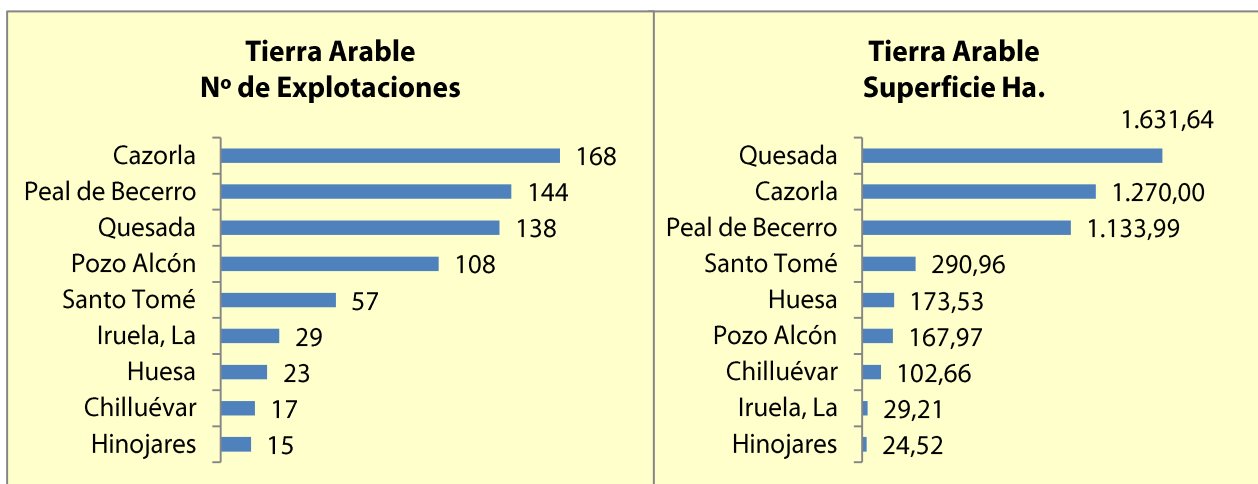 Tierra Arable
Nº de Explotaciones
Cazorla 168
Peal de Becerro 144
Quesada 138
Pozo Alcón 108
Santo Tomé 57
Iruela, La 29
Huesa 23
Chilluévar 17
Hinojares 15
Tierra Arable
Superficie Ha.
1.631,64
Quesada
Cazorla 1.270,00
Peal de Becerro 1.133,99
Santo Tomé 290,96
Huesa 173,53
Pozo Alcón 167,97
Chilluévar 102,66
Iruela, La 29,21
Hinojares 24,52